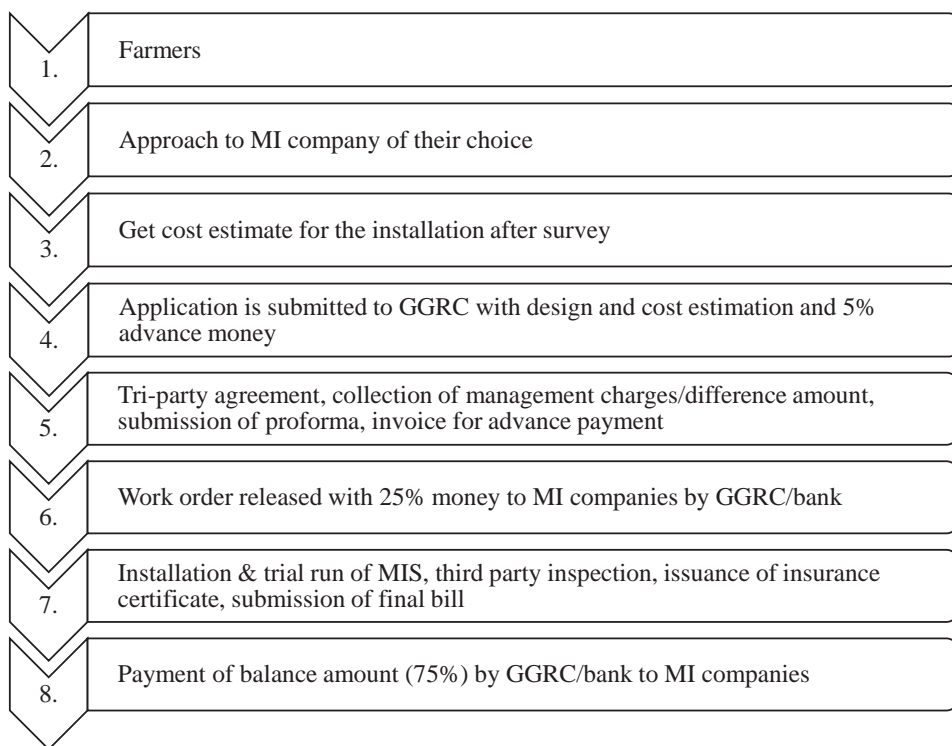 1.
Farmers
2.
Approach to MI company of their choice
3.
Get cost estimate for the installation after survey
4.
Application is submitted to GGRC with design and cost estimation and 5%
advance money
5.
Tri-party agreement, collection of management charges/difference amount,
submission of proforma, invoice for advance payment
6.
Work order released with 25% money to MI companies by GGRC/bank
7.
Installation & trial run of MIS, third party inspection, issuance of insurance
certificate, submission of final bill
8.
Payment of balance amount (75%) by GGRC/bank to MI companies